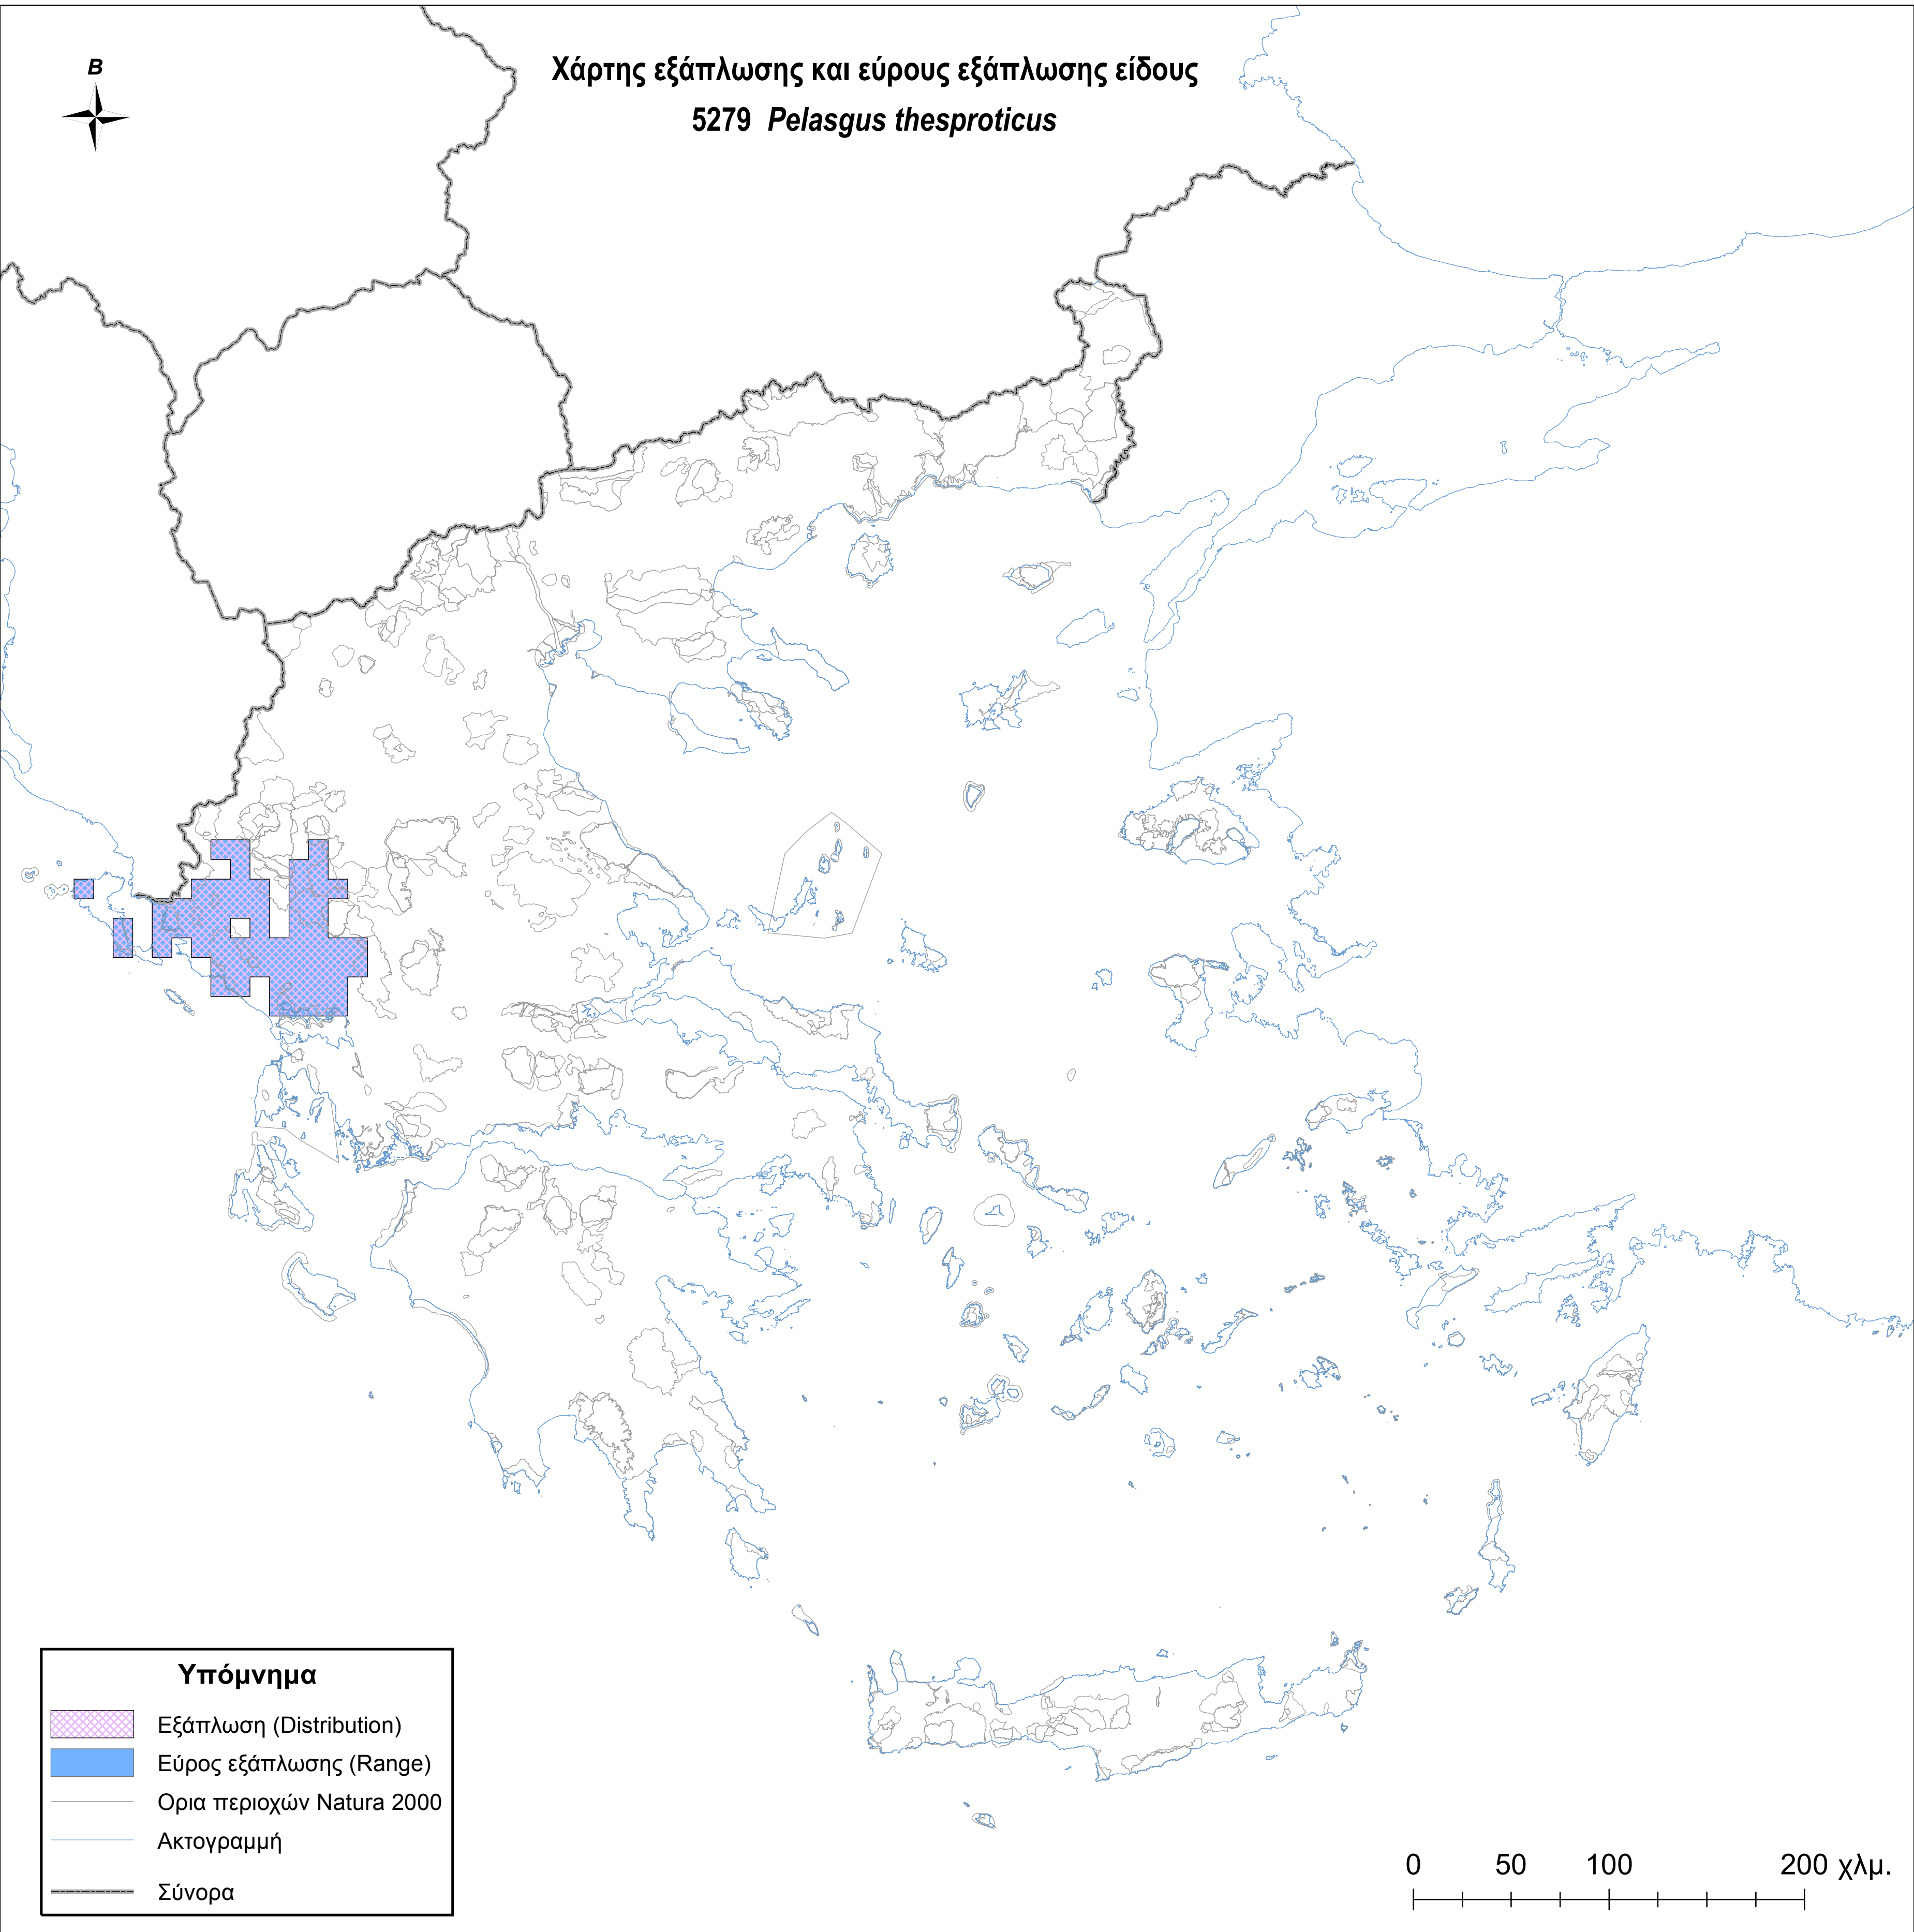 Χάρτης εξάπλωσης και εύρους εξάπλωσης είδους
5279 Pelasgus thesproticus
Β
Υπόμνημα
Εξάπλωση (Distribution)
Εύρος εξάπλωσης (Range)
Ορια περιοχών Natura 2000
Ακτογραμμή
Σύνορα
0 50 100 200 χλμ.